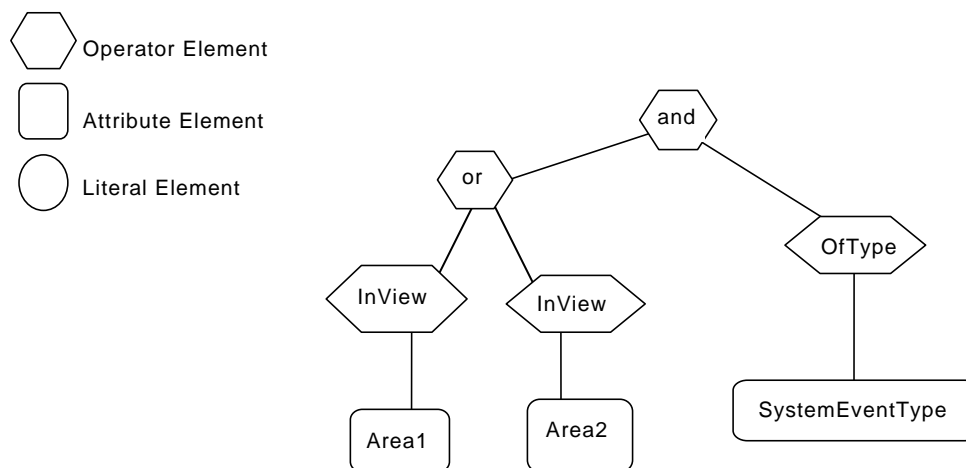 Operator Element
Attribute Element
Literal Element
and
or
OfType
InView
InView
SystemEventType
Area1
Area2